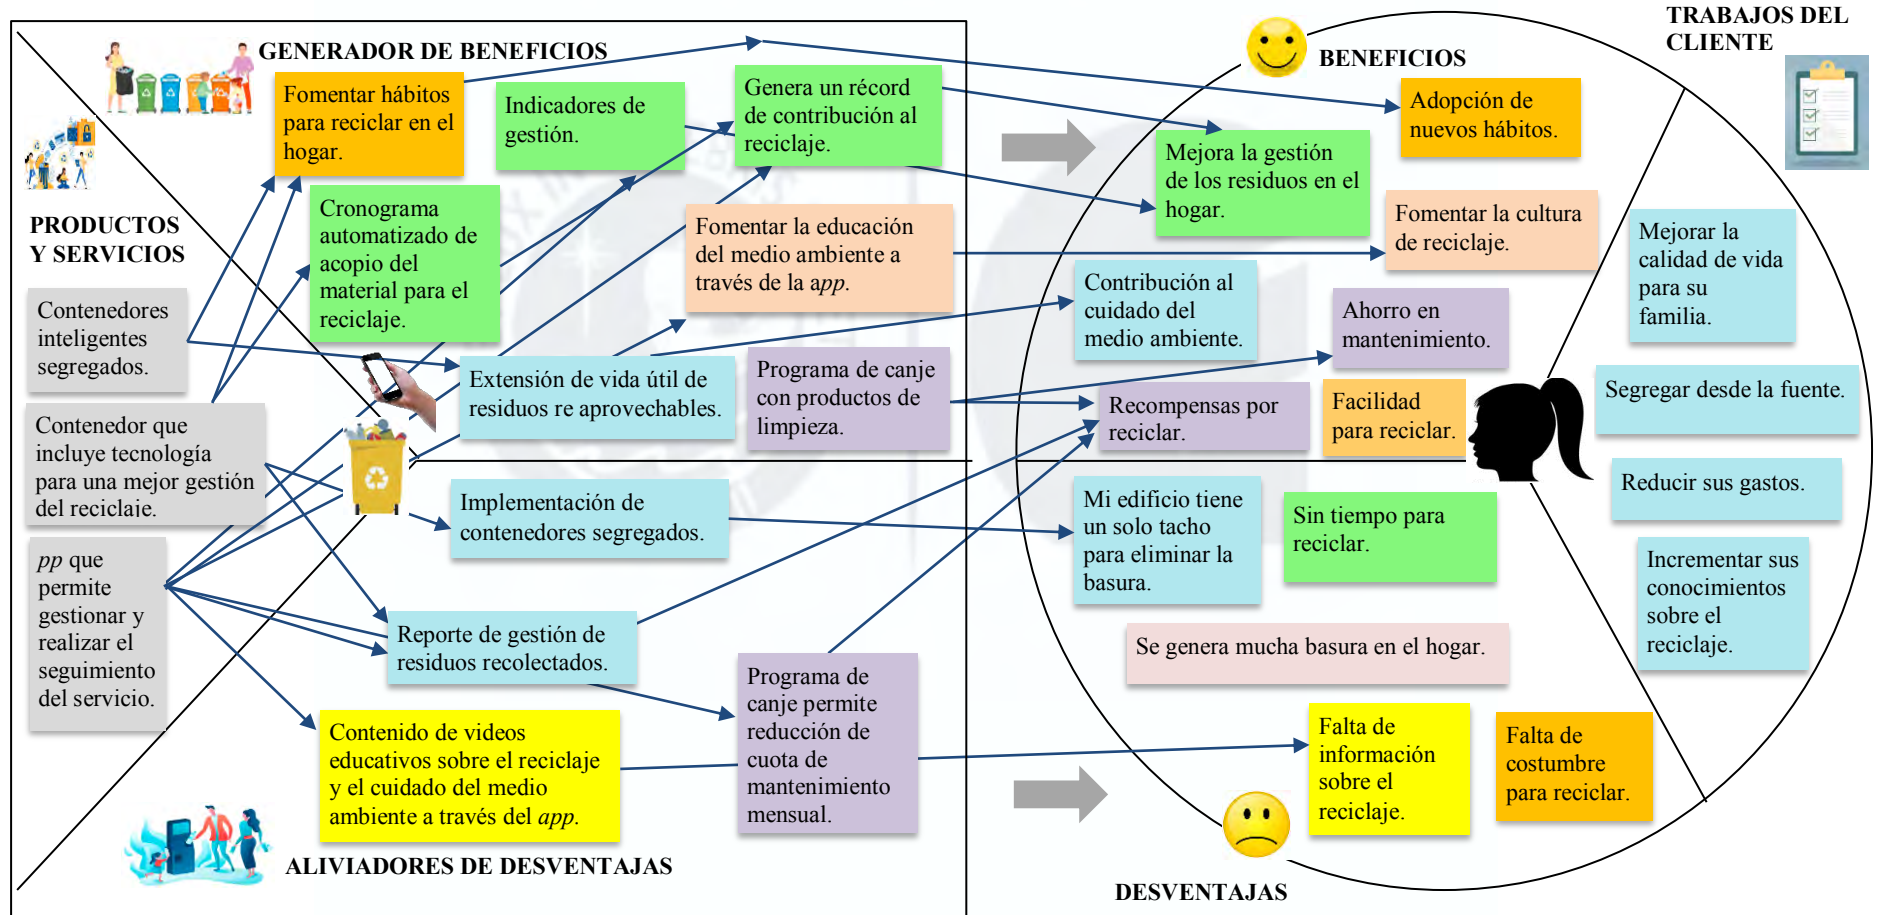 GENERADOR DE BENEFICIOS
Fomentar hábitos
para reciclar en el
hogar.
Indicadores de
gestión.
Genera un récord
de contribución al
reciclaje.
Cronograma
automatizado de
acopio del
material para el
reciclaje.
Fomentar la educación
del medio ambiente a
través de la app.
Extensión de vida útil de
residuos re aprovechables.
Programa de canje
con productos de
limpieza.
PRODUCTOS
Y SERVICIOS
Contenedores
inteligentes
segregados.
Contenedor que
incluye tecnología
para una mejor gestión
del reciclaje.
pp que
permite
gestionar y
realizar el
seguimiento
del servicio.
Implementación de
contenedores segregados.
Reporte de gestión de
residuos recolectados.
Programa de
canje permite
reducción de
cuota de
mantenimiento
mensual.
Contenido de videos
educativos sobre el reciclaje
y el cuidado del medio
ambiente a través del app.
ALIVIADORES DE DESVENTAJAS
BENEFICIOS
Adopción de
nuevos hábitos.
Mejora la gestión
de los residuos en el
hogar.
Fomentar la cultura
de reciclaje.
Contribución al
cuidado del
medio ambiente.
Ahorro en
mantenimiento.
Recompensas por
reciclar.
Facilidad
para reciclar.
TRABAJOS DEL
CLIENTE
Mejorar la
calidad de vida
para su
familia.
Segregar desde la fuente.
Reducir sus gastos.
Incrementar sus
conocimientos
sobre el
reciclaje.
Mi edificio tiene
un solo tacho
para eliminar la
basura.
Sin tiempo para
reciclar.
Se genera mucha basura en el hogar.
Falta de
información
sobre el
reciclaje.
Falta de
costumbre
para reciclar.
DESVENTAJAS